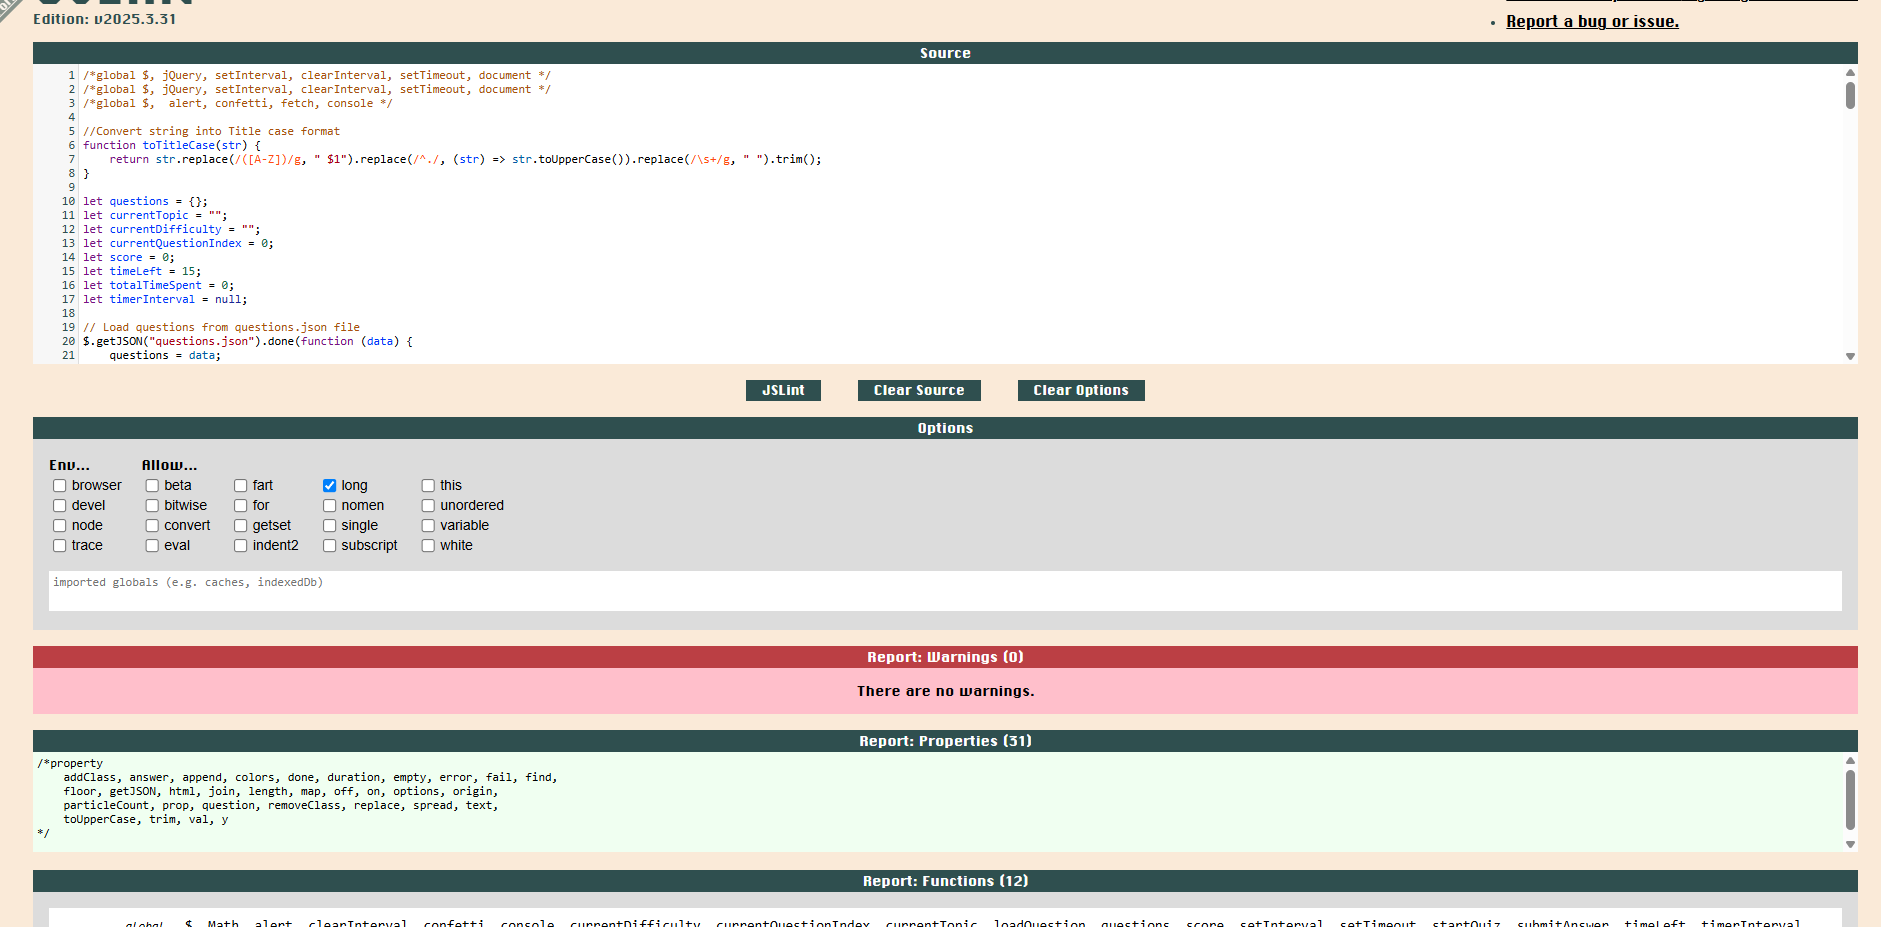 Edition: v2025.3.31
• Report a bug or issue.
Source
1 /*global $, jQuery, setInterval, clearInterval, setTimeout, document */
2 /*global $, jQuery, setInterval, clearInterval, setTimeout, document */
3 /*global $,  alert, confetti, fetch, console */
4
5 //Convert string into Title case format
6 function toTitleCase(str) {
7     return str.replace(/([A-Z])/g, " $1").replace(/^./, (str) => str.toUpperCase()).replace(/\s+/g, " ").trim();
8 }
9
10 let questions = {};
11 let currentTopic = "";
12 let currentDifficulty = "";
13 let currentQuestionIndex = 0;
14 let score = 0;
15 let timeLeft = 15;
16 let totalTimeSpent = 0;
17 let timerInterval = null;
18
19 // Load questions from questions.json file
20 $.getJSON("questions.json").done(function (data) {
21     questions = data;
JSLint Clear Source Clear Options
Options
Env... Allow...
browser beta fart long this
devel bitwise for nomen unordered
node convert getset single variable
trace eval indent2 subscript white
imported globals (e.g. caches, indexedDb)
Report: Warnings (0)
There are no warnings.
Report: Properties (31)
/*property
    addClass, answer, append, colors, done, duration, empty, error, fail, find,
    floor, getJSON, html, join, length, map, off, on, options, origin,
    particleCount, prop, question, removeClass, replace, spread, text,
    toUpperCase, trim, val, y
*/
Report: Functions (12)
global $ Math alert clearInterval confetti console currentDifficulty currentQuestionIndex currentTopic loadQuestion questions score setInterval setTimeout startQuiz submitAnswer timeLeft timerInterval